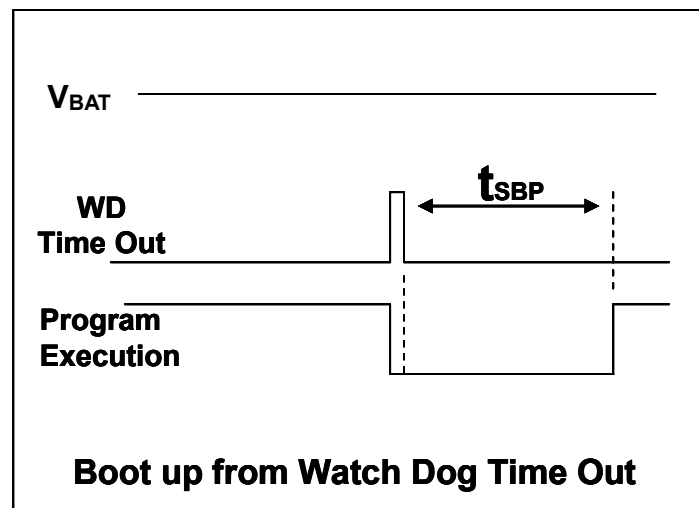 VBAT
tSBP
WD
Time Out
Program
Execution
Boot up from Watch Dog Time Out